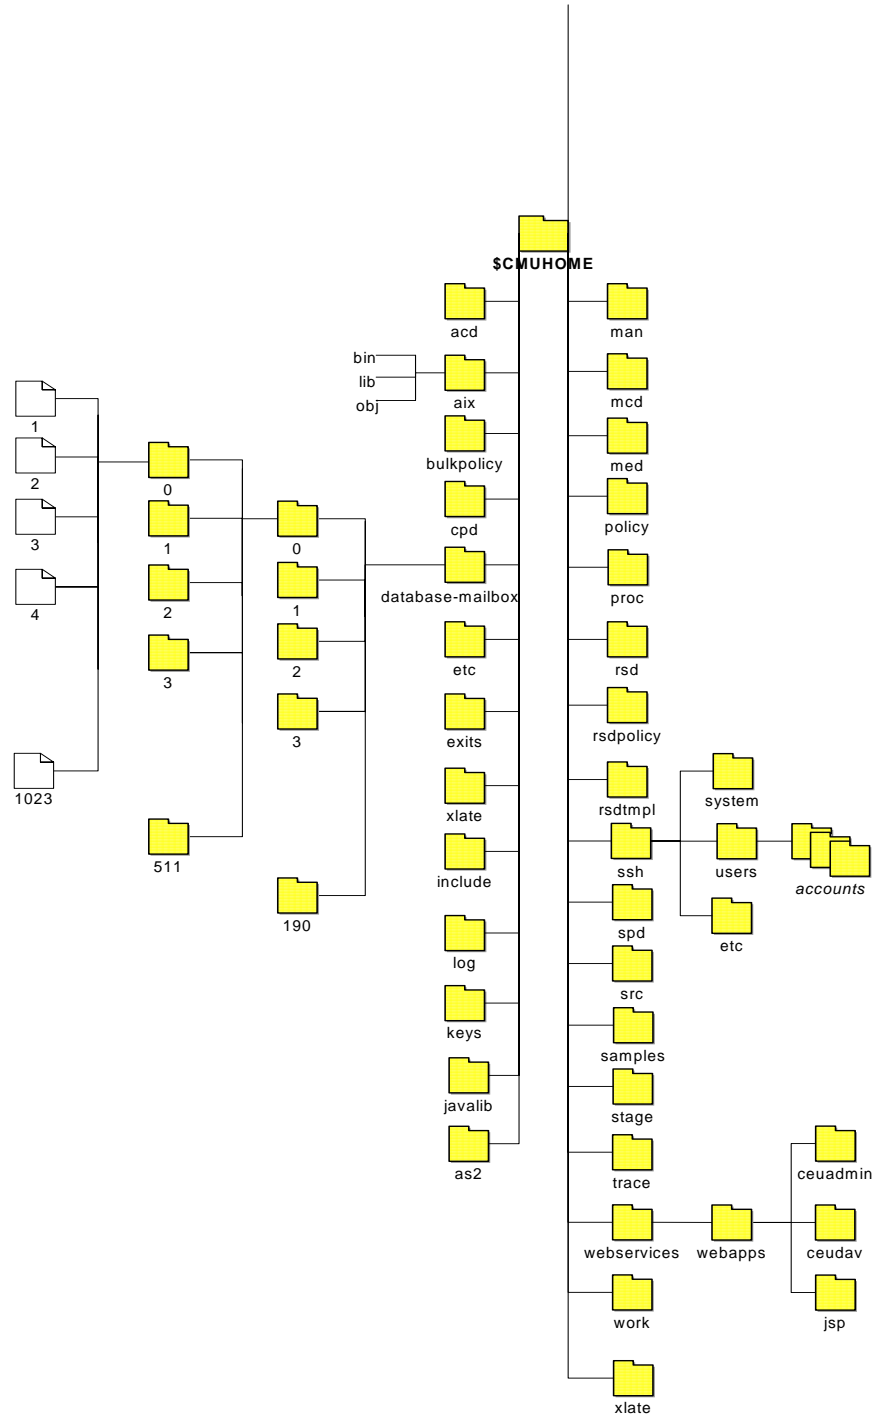 $CMUHOME
acd
man
bin
lib
obj
aix
mcd
1
bulkpolicy
med
2
0
cpd
policy
3
1
0
database-mailbox
proc
4
2
1
etc
rsd
3
2
exits
rsdpolicy
3
1023
xlate
rsdtmpl
system
511
include
ssh
users
accounts
190
log
spd
etc
keys
src
javalib
samples
as2
stage
trace
ceuadmin
webservices
webapps
ceudav
work
jsp
xlate